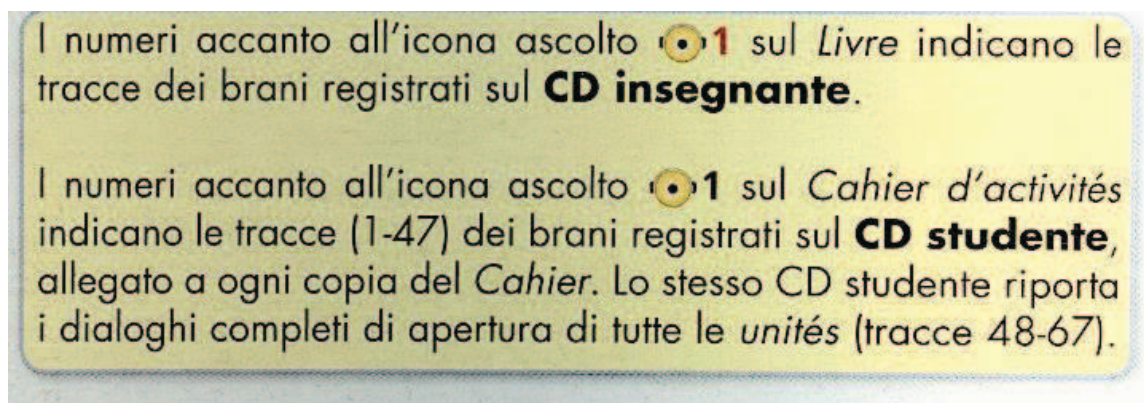 I numeri accanto all'icona ascolto 1 sul Livre indicano le
tracce dei brani registrati sul CD insegnante.
I numeri accanto all'icona ascolto 1 sul Cahier d'activités
indicano le tracce (1-47) dei brani registrati sul CD studente,
allegato a ogni copia del Cahier. Lo stesso CD studente riporta
i dialoghi completi di apertura di tutte le unités (tracce 48-67).